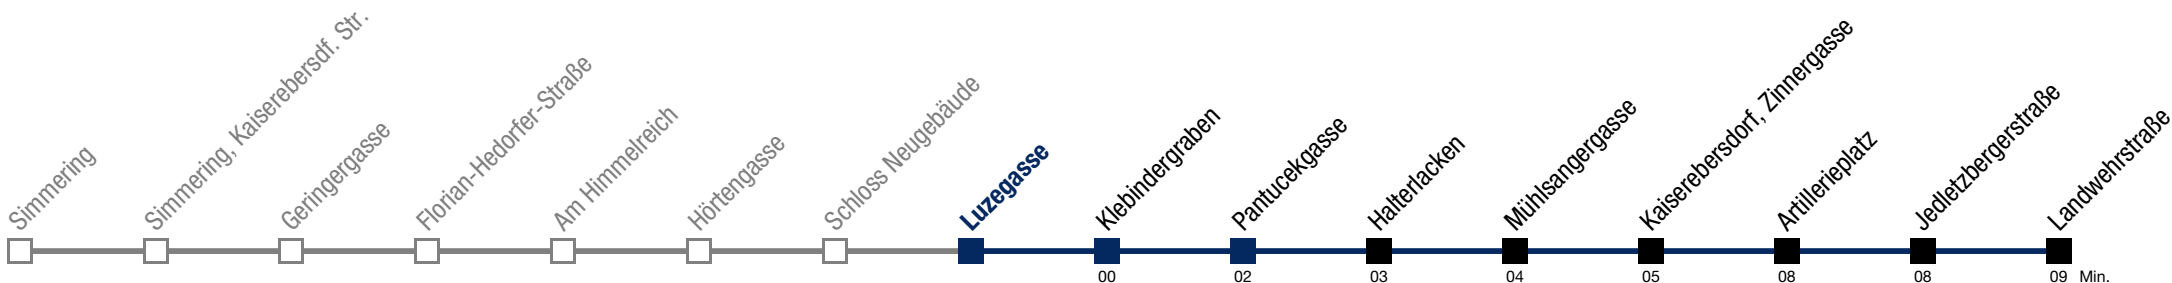 Simmering
Simmering, Kaiserebersdf. Str.
Geringergasse
Florian-Hedorfer-Straße
Am Himmelreich
Hörtengasse
Schloss Neugebäude
Luzegasse
Klebindergraben
Pantucekgasse
Halterlacken
Mühlsangergasse
Kaiserebersdorf, Zinnergasse
Artillerieplatz
Jedletzbergerstraße
Landwehrstraße
00 02 03 04 05 08 08 09 Min.